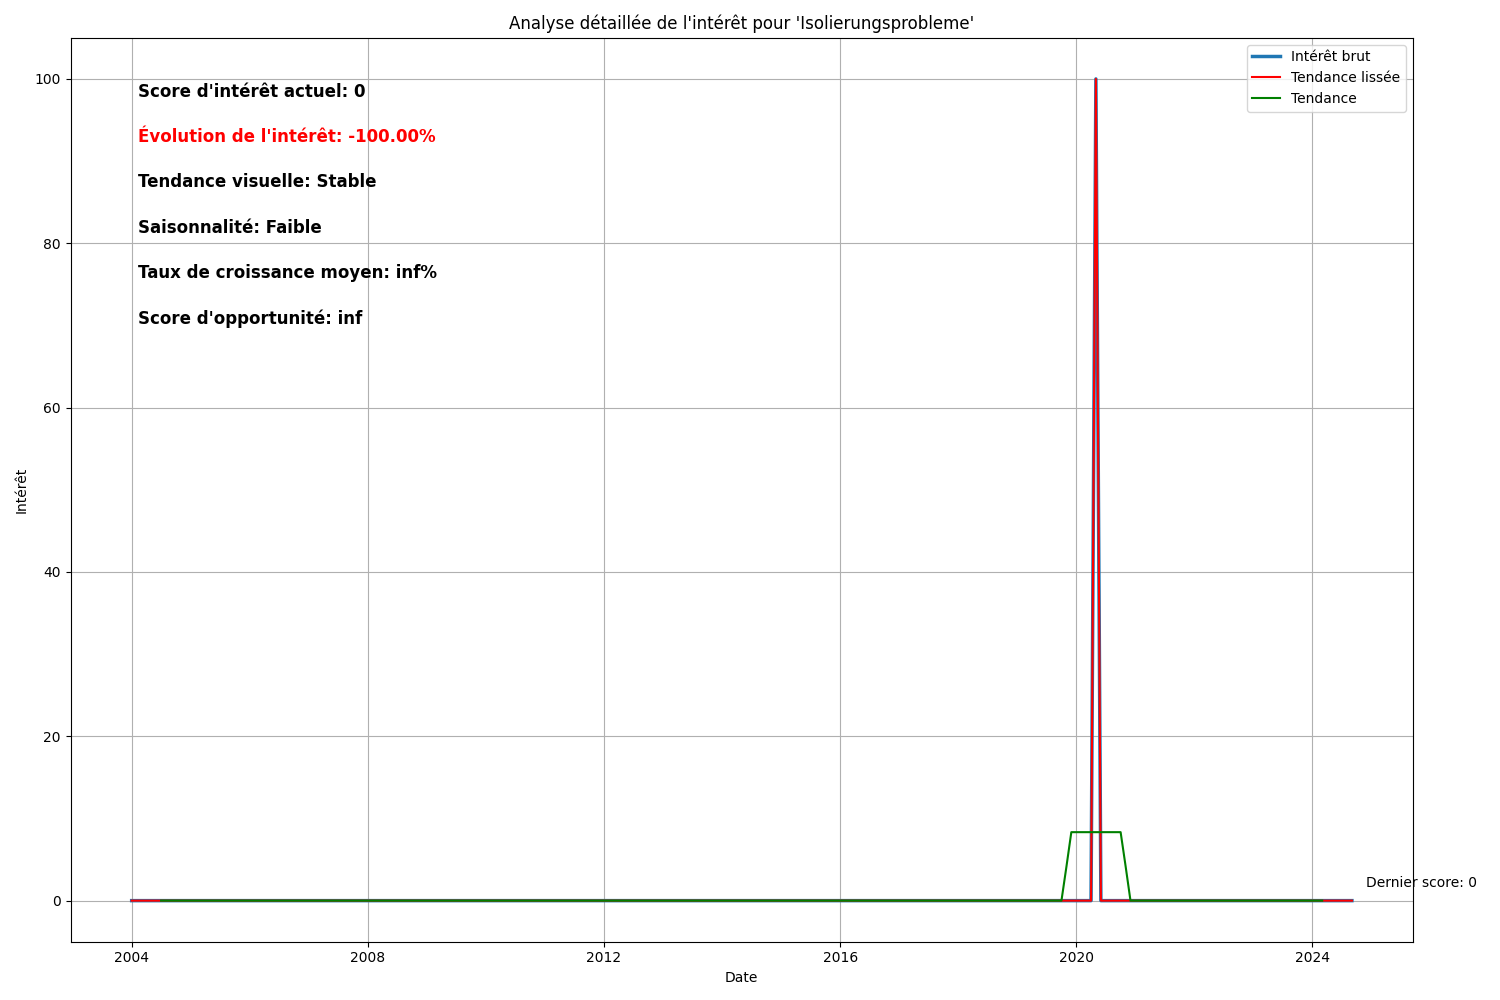 Analyse détaillée de l'intérêt pour 'Isolierungsprobleme'
Intérêt brut
Tendance lissée
Tendance
Score d'intérêt actuel: 0
Évolution de l'intérêt: -100.00%
Tendance visuelle: Stable
Saisonnalité: Faible
Taux de croissance moyen: inf%
Score d'opportunité: inf
100
80
60
40
20
0
Intérêt
Dernier score: 0
2004
2008
2012
2016
2020
2024
Date